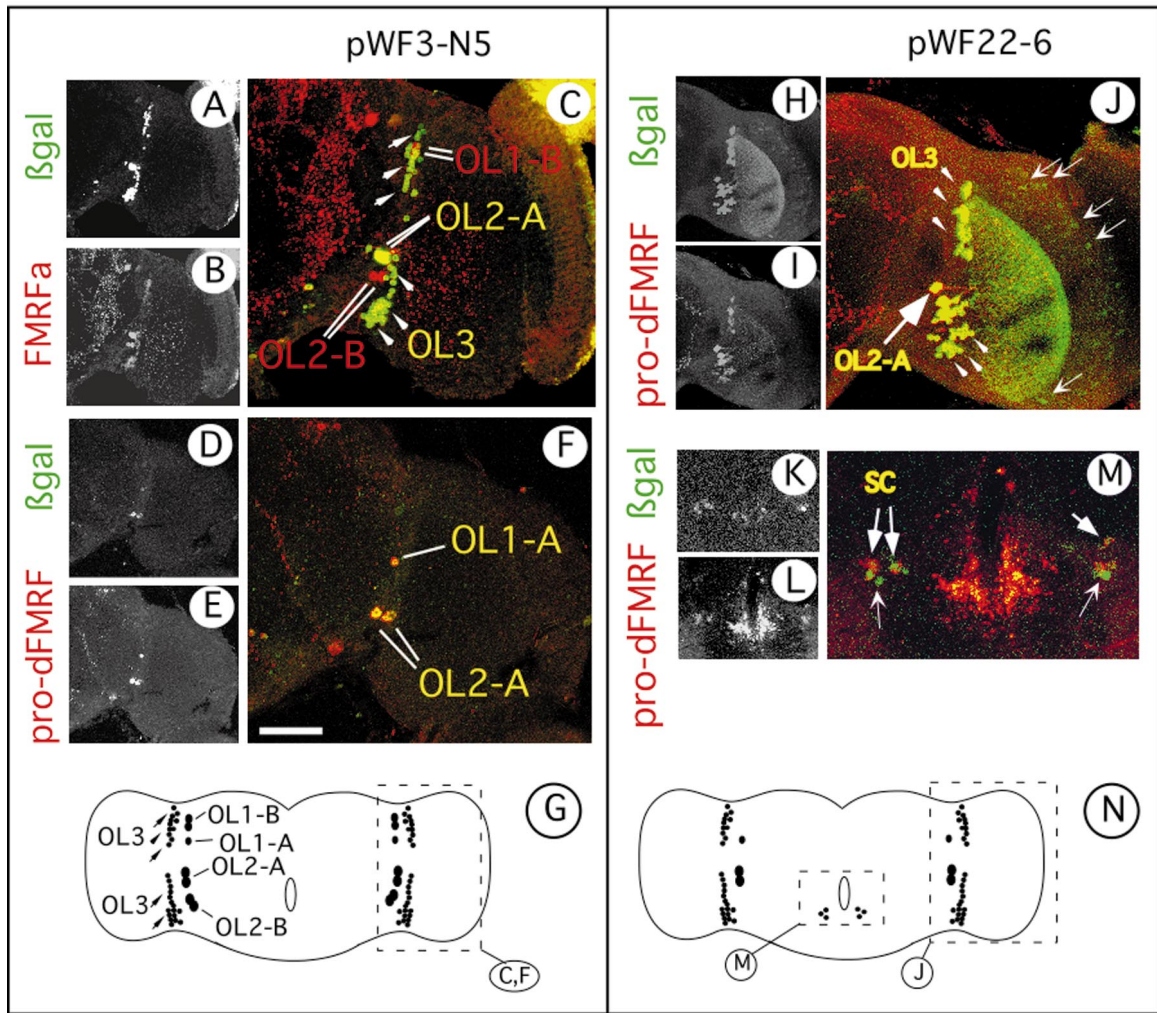 pWF3-N5
ßgal
FMRFa
A
B
C
OL1-B
OL2-A
OL2-B
OL3
ßgal
pro-dFMRF
D
E
F
OL1-A
OL2-A
G
OL3
OL3
OL1-B
OL1-A
OL2-A
OL2-B
C,F
pWF22-6
ßgal
pro-dFMRF
H
I
J
OL3
OL2-A
ßgal
pro-dFMRF
K
L
M
SC
N
M
J